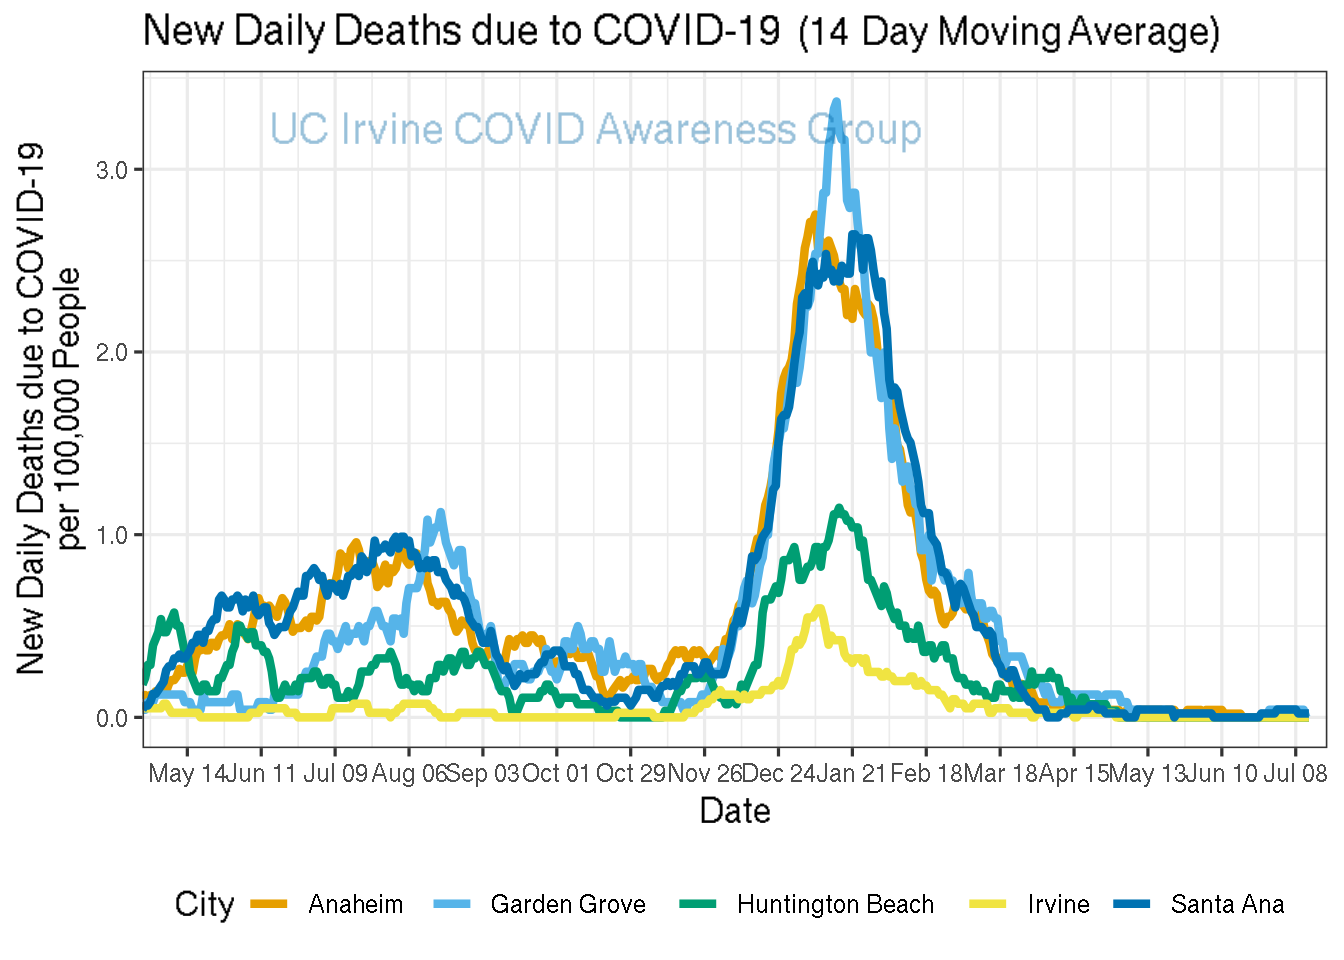 New Daily Deaths due to COVID-19 (14 Day Moving Average)
UC Irvine COVID Awareness Group
New Daily Deaths due to COVID-19
per 100,000 People
3.0
2.0
1.0
0.0
May 14 Jun 11 Jul 09 Aug 06 Sep 03 Oct 01 Oct 29 Nov 26 Dec 24 Jan 21 Feb 18 Mar 18 Apr 15 May 13 Jun 10 Jul 08
Date
City Anaheim Garden Grove Huntington Beach Irvine Santa Ana